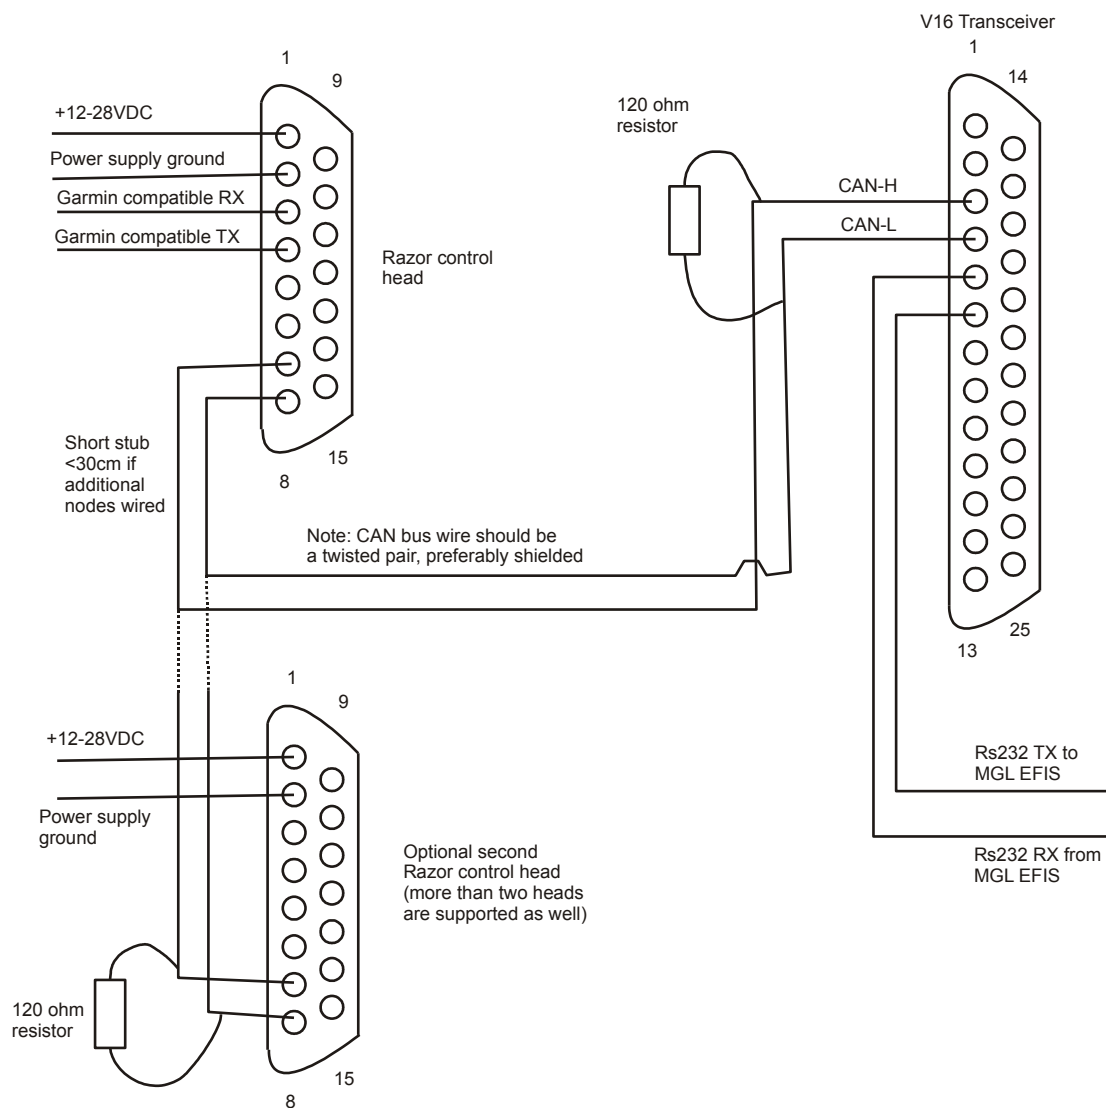 V16 Transceiver
1
14
1
9
+12-28VDC
120 ohm
resistor
Power supply ground
CAN-H
Garmin compatible RX
CAN-L
Garmin compatible TX
Razor control
head
Short stub
<30cm if
additional
nodes wired
15
8
Note: CAN bus wire should be
a twisted pair, preferably shielded
25
13
1
9
+12-28VDC
Rs232 TX to
MGL EFIS
Power supply
ground
Optional second
Razor control head
(more than two heads
are supported as well)
Rs232 RX from
MGL EFIS
120 ohm
resistor
15
8